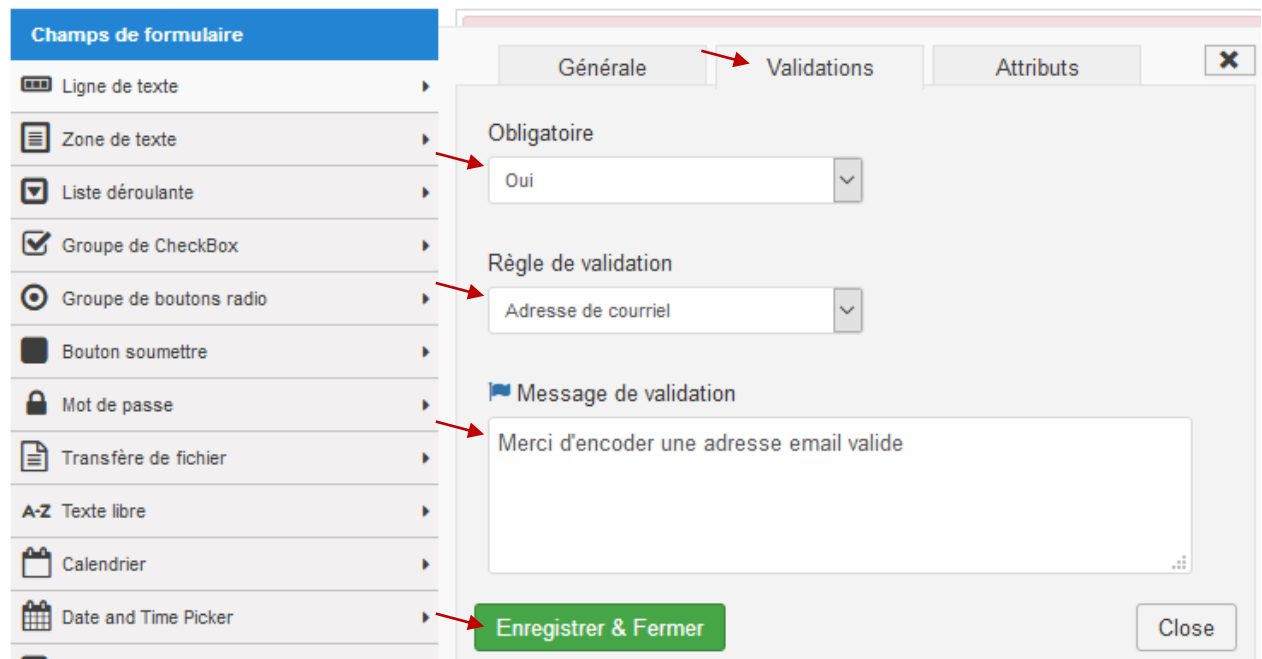 Champs de formulaire
Ligne de texte
Zone de texte
Liste déroulante
Groupe de CheckBox
Groupe de boutons radio
Bouton soumettre
Mot de passe
Transfère de fichier
A-Z Texte libre
Calendrier
Date and Time Picker
Générale
Validations
Attributs
Obligatoire
Oui
Règle de validation
Adresse de courriel
Message de validation
Merci d'encoder une adresse email valide
Enregistrer & Fermer
Close